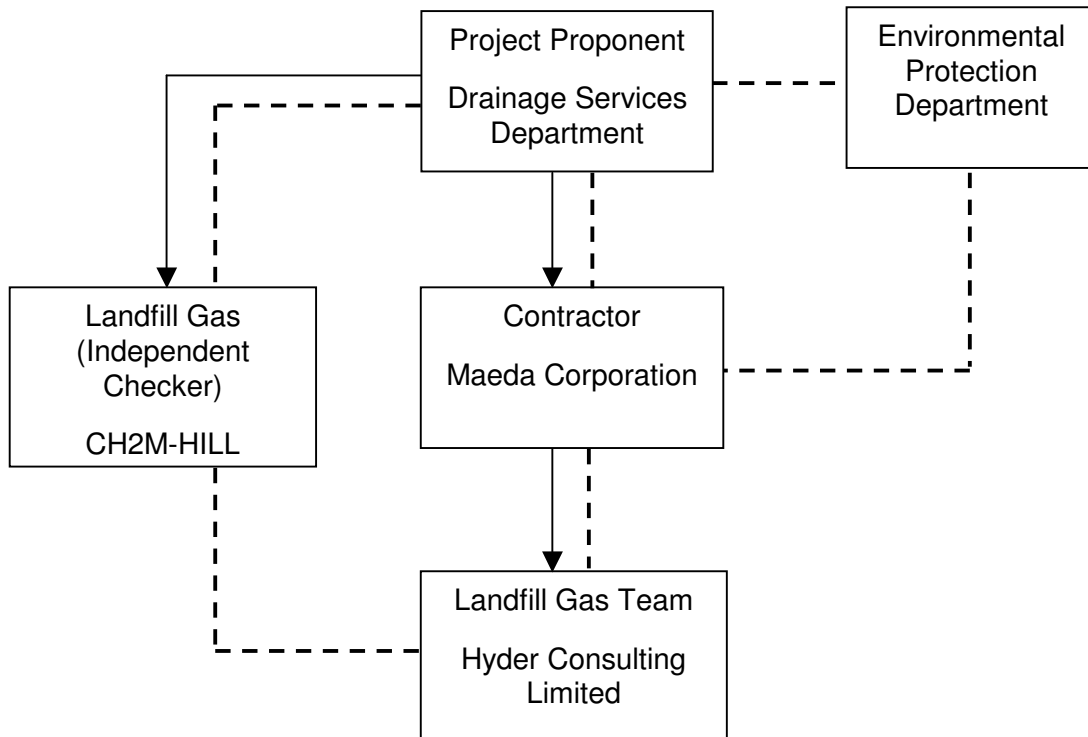 Project Proponent
Drainage Services
Department
Environmental
Protection
Department
Landfill Gas
(Independent
Checker)
CH2M-HILL
Contractor
Maeda Corporation
Landfill Gas Team
Hyder Consulting
Limited